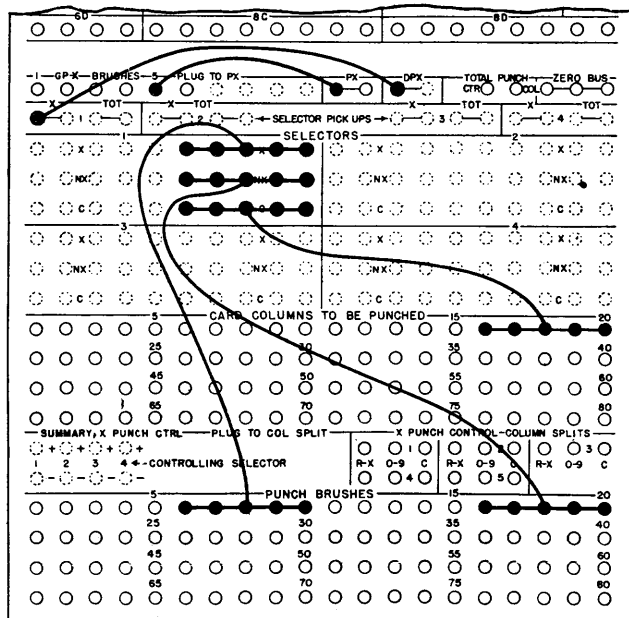 6D 8C 8D
1 GP-X BRUSHES 5 PLUG TO PX PX DPX TOTAL PUNCH ZERO BUS
CTR COL
X TOT X TOT X TOT X TOT
1 2 ←SELECTOR PICK UPS→ 3 4
1 SELECTORS 2
X X X X
NX NX NX NX
C C C C
3 4
X X X X
NX NX NX NX
C C C C
5 CARD COLUMNS TO BE PUNCHED 15 20
25 30 35 40
45 50 55 60
65 70 75 80
SUMMARY, X PUNCH CTRL PLUG TO COL SPLIT X PUNCH CONTROL-COLUMN SPLITS
+ + + + 1 2 3
1 2 3 4 ←CONTROLLING SELECTOR R-X 0-9 C R-X 0-9 C R-X 0-9 C
- - - - 4 5
5 PUNCH BRUSHES 15 20
25 30 35 40
45 50 55 60
65 70 75 80